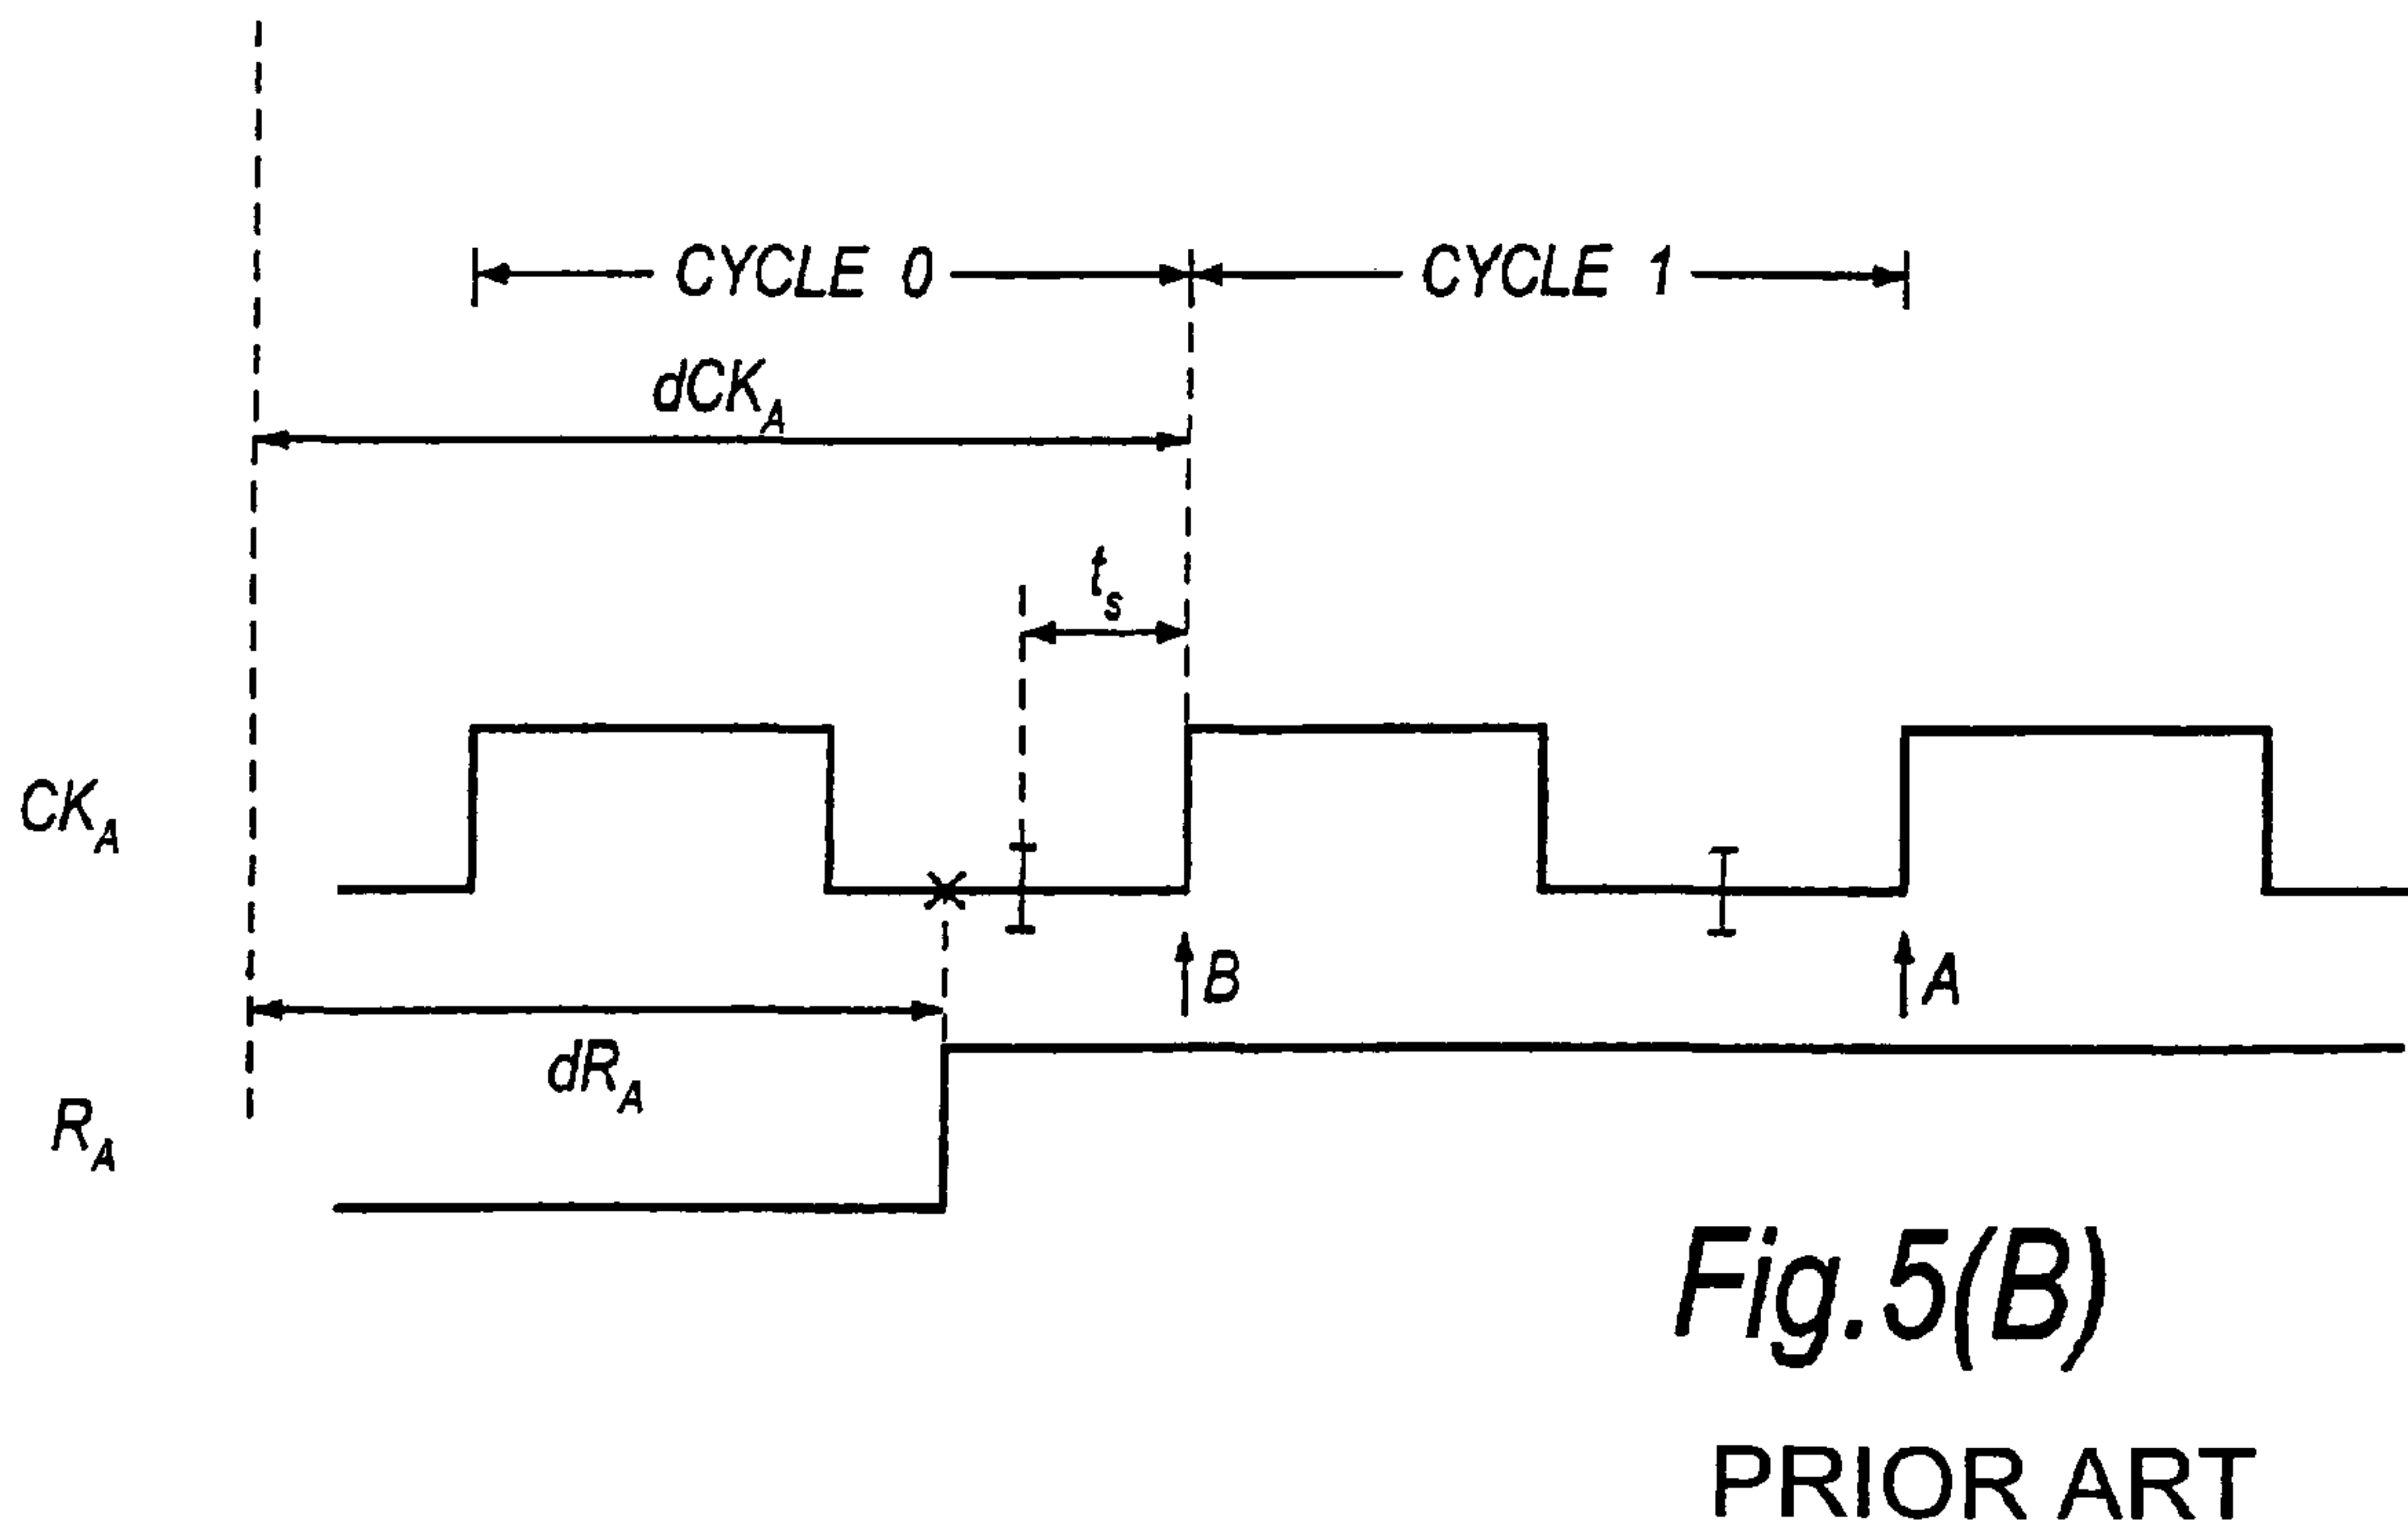 CYCLE 0 CYCLE 1
dCK_A
t_s
CK_A
B A
dR_A
R_A
Fig.5(B)
PRIOR ART